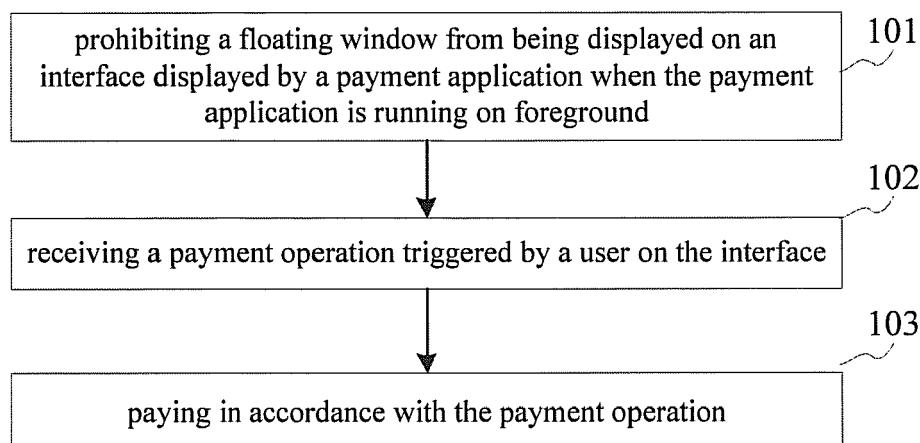 prohibiting a floating window from being displayed on an
interface displayed by a payment application when the payment
application is running on foreground
101
102
receiving a payment operation triggered by a user on the interface
103
paying in accordance with the payment operation